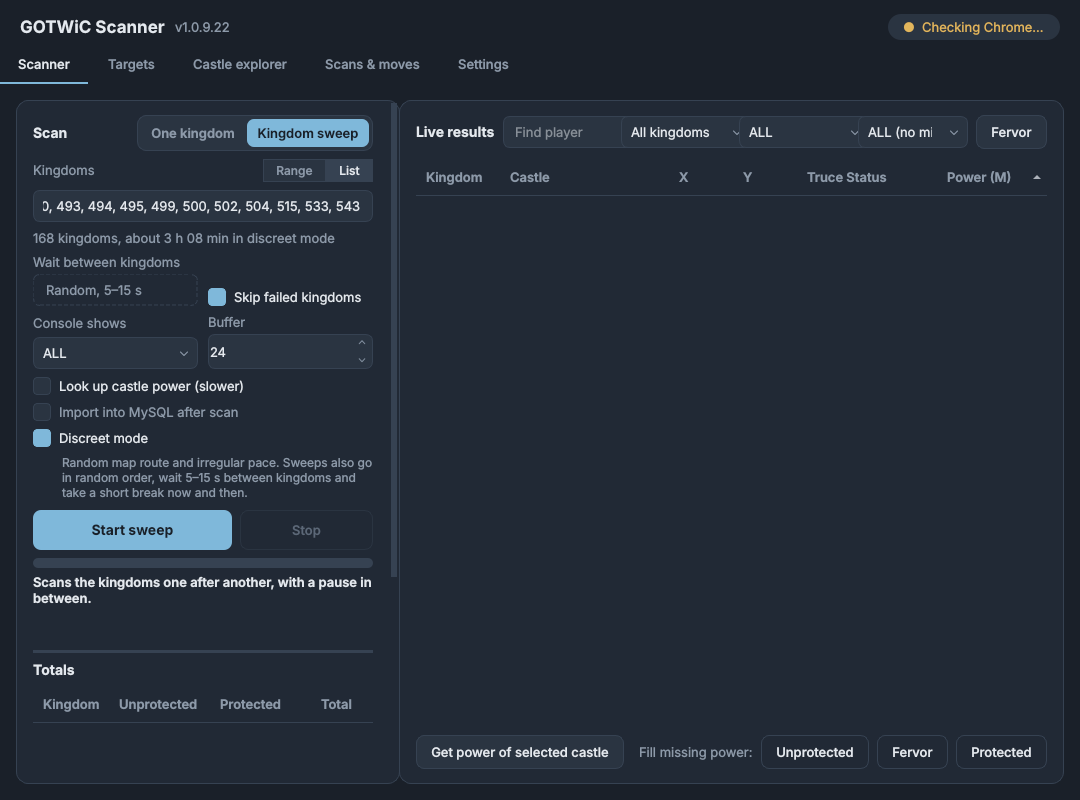 GOTWiC Scanner v1.0.9.22
Checking Chrome...
Scanner Targets Castle explorer Scans & moves Settings
Scan
One kingdom Kingdom sweep
Kingdoms
Range List
0, 493, 494, 495, 499, 500, 502, 504, 515, 533, 543
168 kingdoms, about 3 h 08 min in discreet mode
Wait between kingdoms
Random, 5–15 s
Skip failed kingdoms
Console shows
Buffer
ALL
24
Look up castle power (slower)
Import into MySQL after scan
Discreet mode
Random map route and irregular pace. Sweeps also go
in random order, wait 5–15 s between kingdoms and
take a short break now and then.
Start sweep Stop
Scans the kingdoms one after another, with a pause in
between.
Totals
Kingdom Unprotected Protected Total
Live results
Find player All kingdoms ALL ALL (no mi Fervor
Kingdom Castle X Y Truce Status Power (M)
Get power of selected castle Fill missing power: Unprotected Fervor Protected